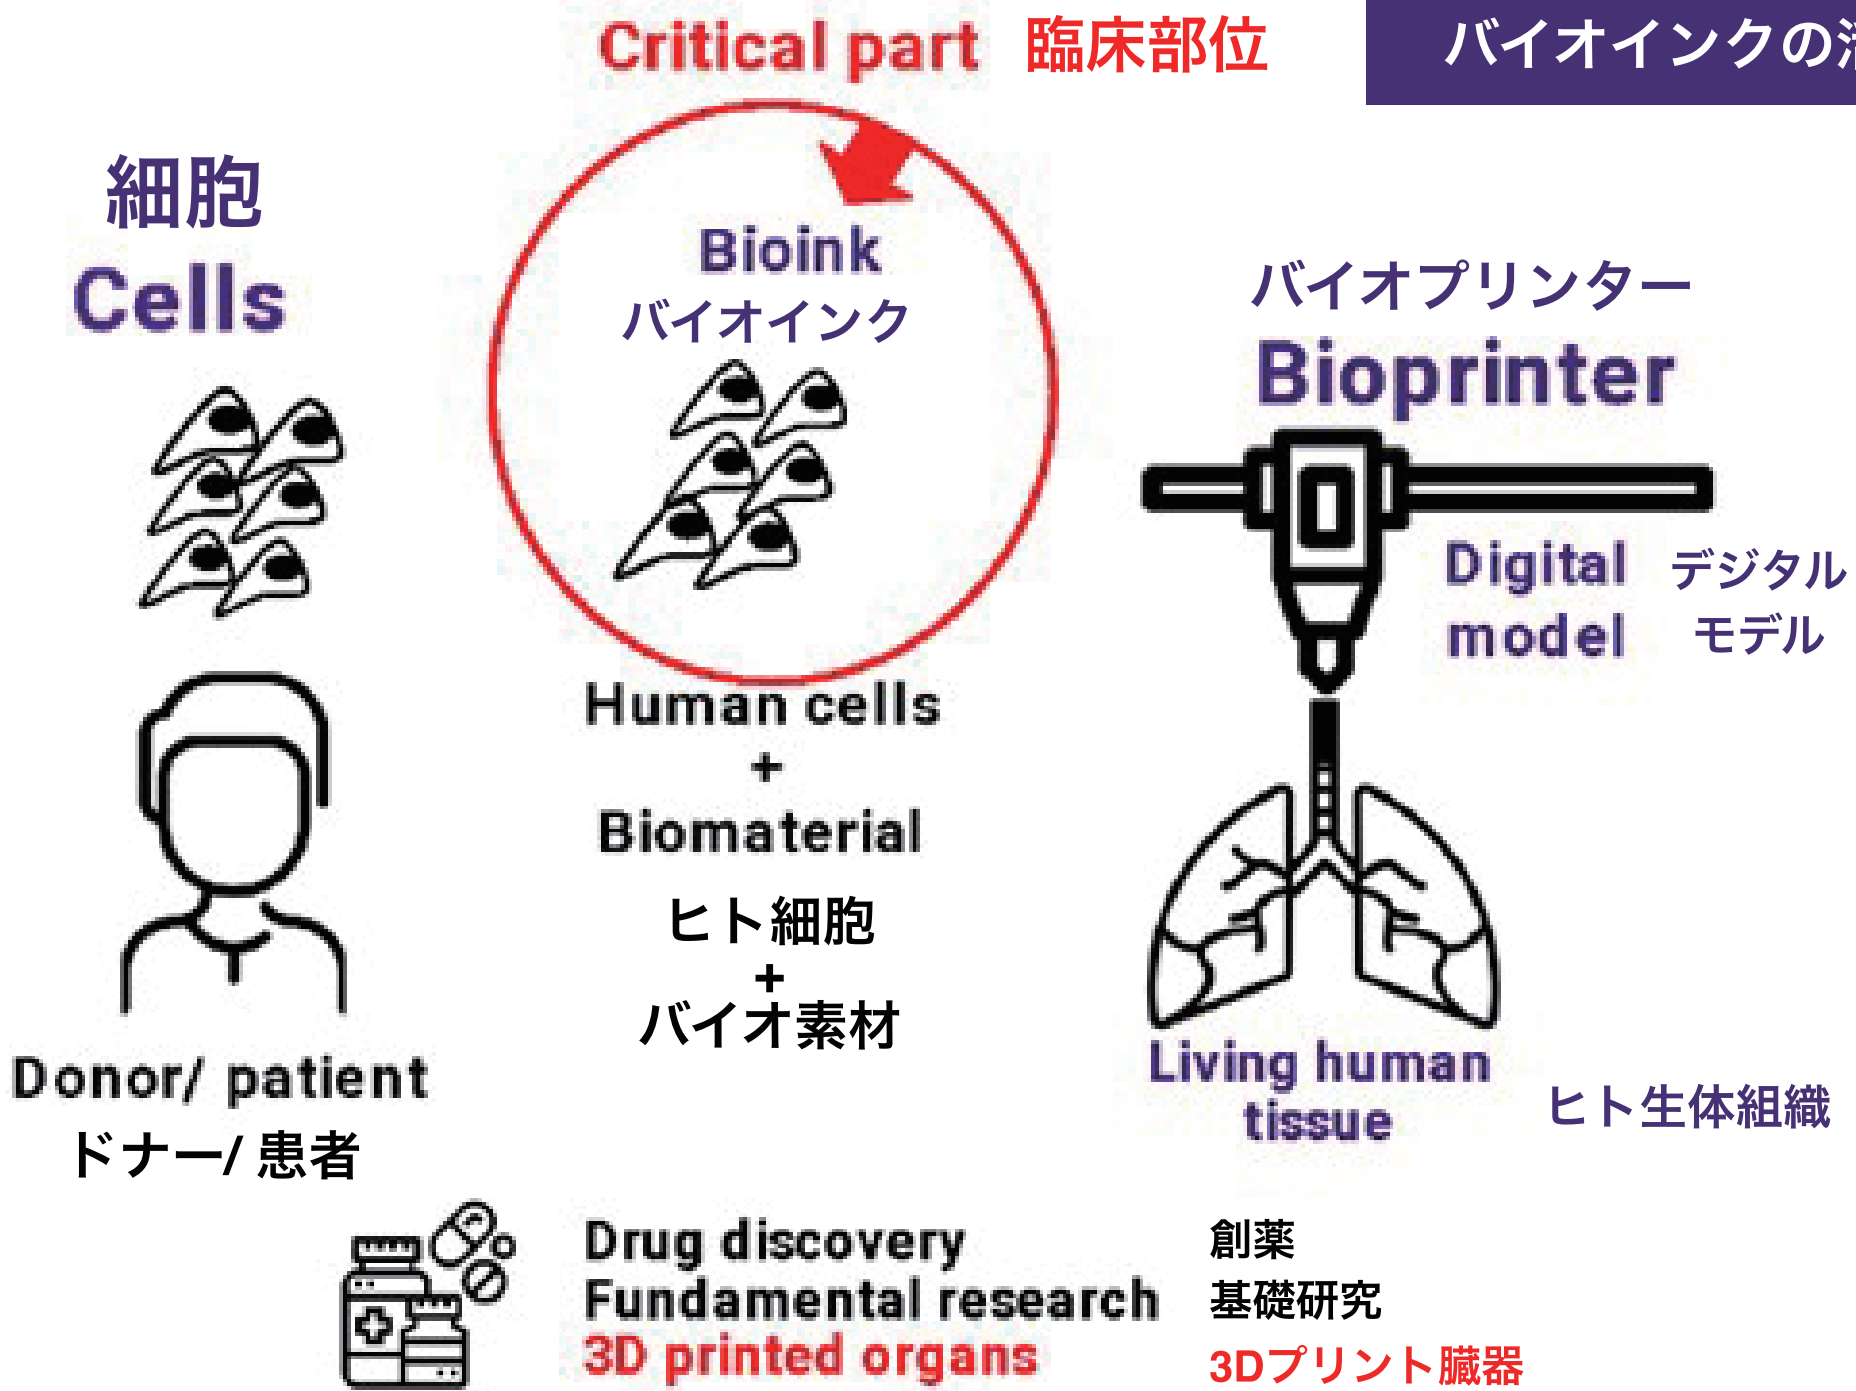 Critical part 臨床部位
バイオインクの
細胞
Cells
Bioink
バイオインク
バイオプリンター
Bioprinter
Digital
model
デジタル
モデル
Human cells
+
Biomaterial
ヒト細胞
+
バイオ素材
Donor/ patient
ドナー/ 患者
Living human
tissue
ヒト生体組織
Drug discovery
Fundamental research
3D printed organs
創薬
基礎研究
3Dプリント臓器